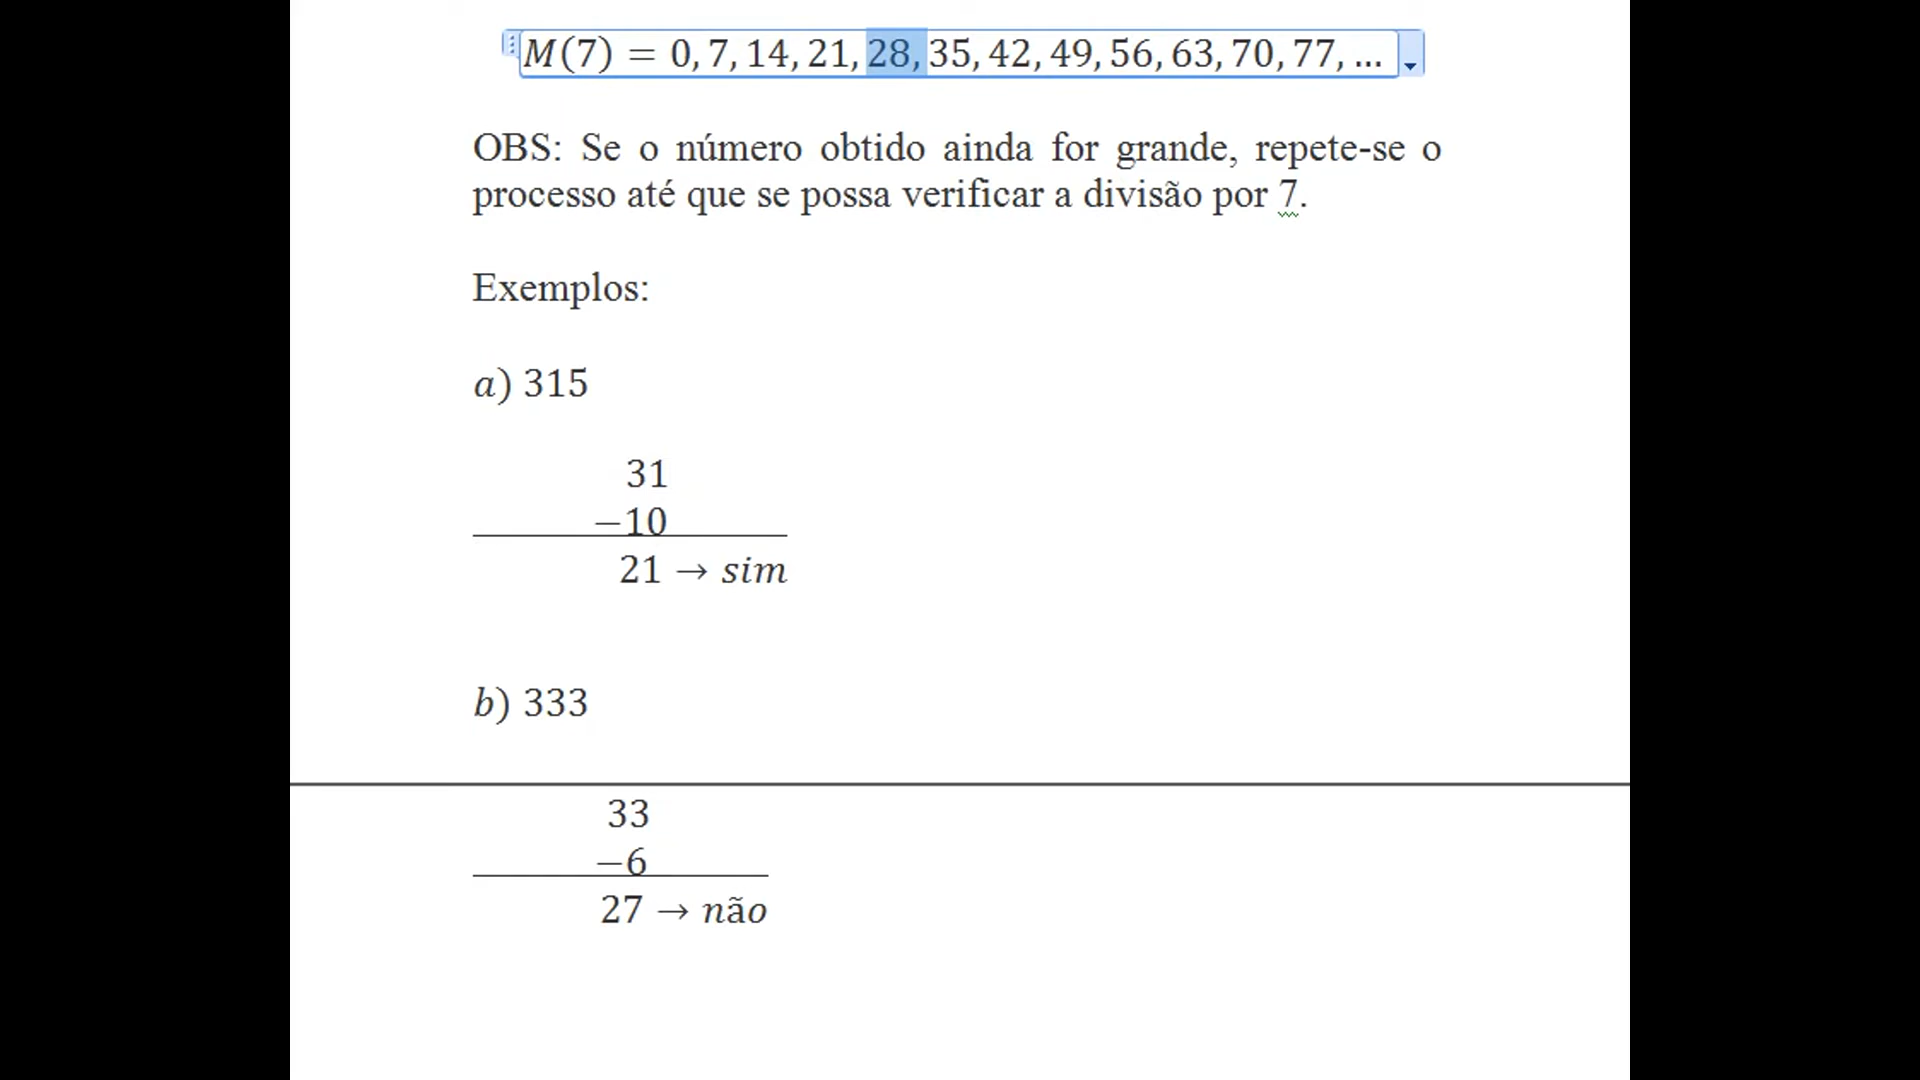 M(7) = 0, 7, 14, 21, 28, 35, 42, 49, 56, 63, 70, 77, ...
OBS: Se o número obtido ainda for grande, repete-se o
processo até que se possa verificar a divisão por 7.
Exemplos:
a) 315
31
−10
21 → sim
b) 333
33
−6
27 → não